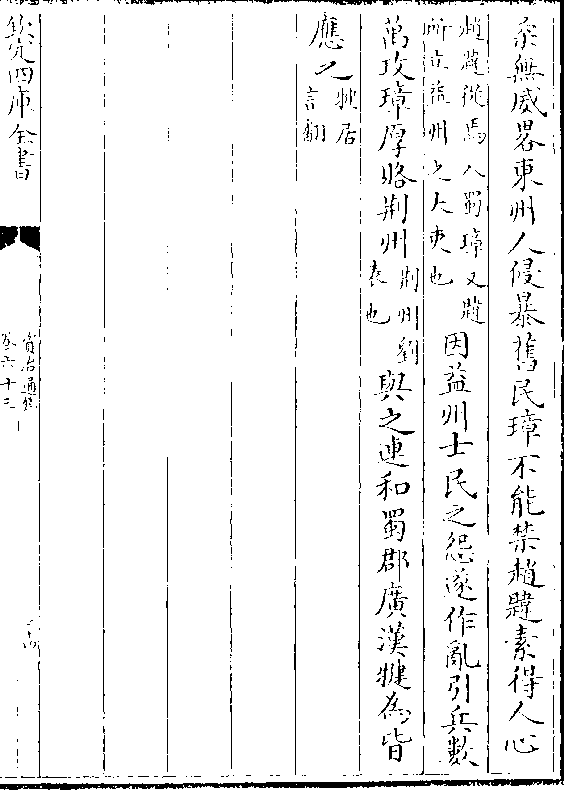 柔無威畧東州人侵暴舊民璋不能禁趙韙素得人心
趙韙從焉入蜀璋又韙
所立益州之大吏也
因益州士民之怨遂作亂引兵數
萬攻璋厚賂荆州
荆州劉
表也
與之連和蜀郡廣漢犍為皆
應之
犍居
言翻
欽定四庫全書
資治通鑑
卷六十三